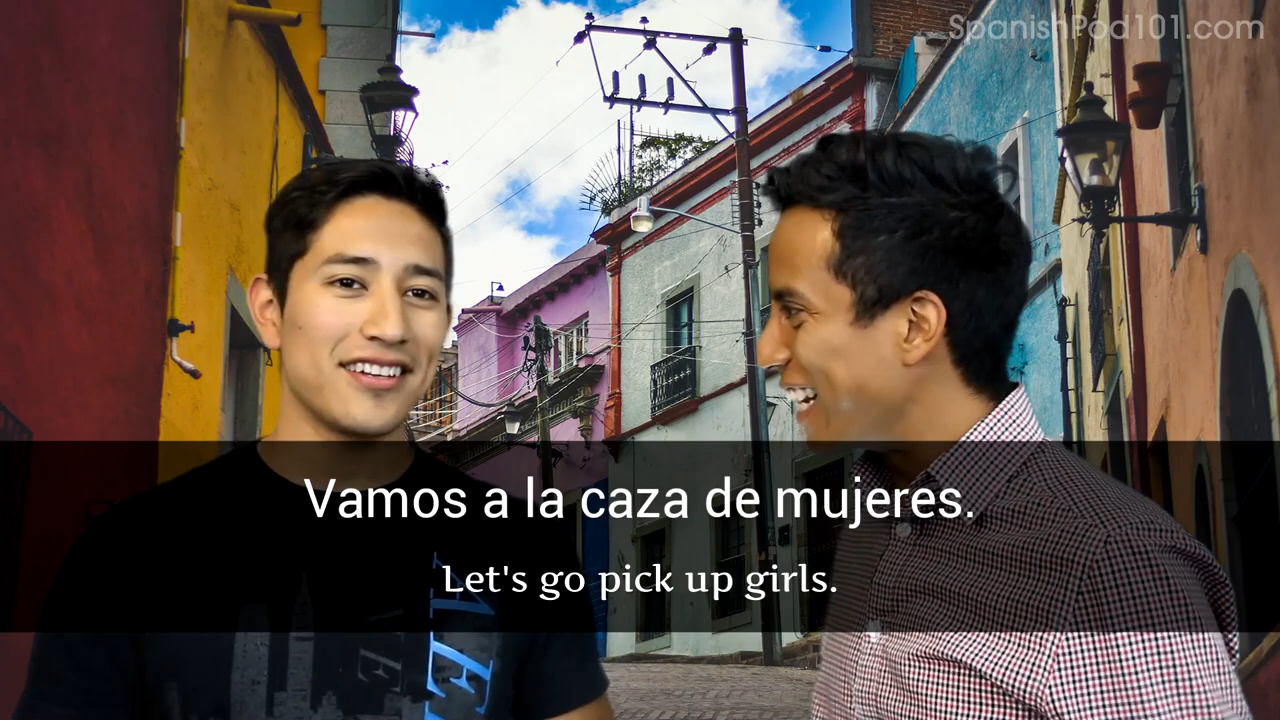 SpanishPod101.com
Vamos a la caza de mujeres.
Let's go pick up girls.